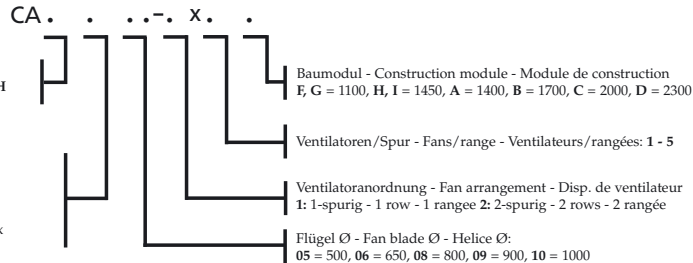 CA. . ..-. x. .
H
Baumodul - Construction module - Module de construction
F, G = 1100, H, I = 1450, A = 1400, B = 1700, C = 2000, D = 2300
Ventilatoren/Spur - Fans/range - Ventilateurs/rangées: 1 - 5
Ventilatoranordnung - Fan arrangement - Disp. de ventilateur
1: 1-spurig - 1 row - 1 rangee 2: 2-spurig - 2 rows - 2 rangée
x
Flügel Ø - Fan blade Ø - Helice Ø:
05 = 500, 06 = 650, 08 = 800, 09 = 900, 10 = 1000